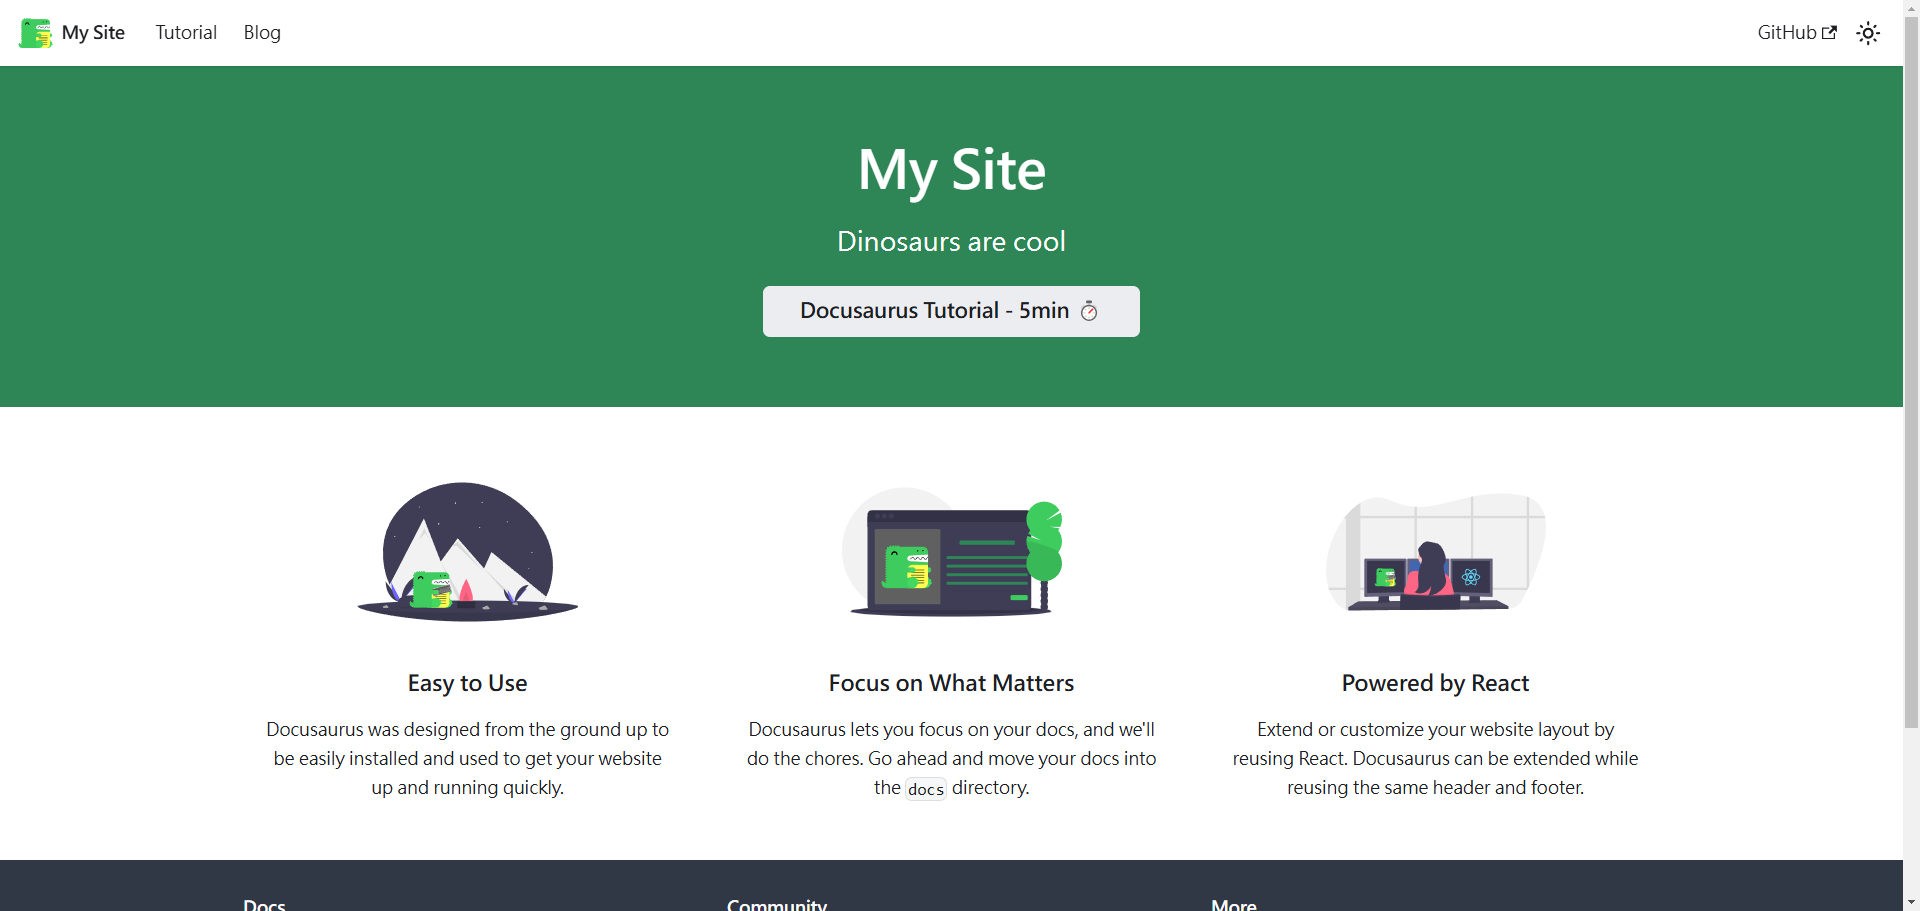 My Site
Tutorial
Blog
GitHub
My Site
Dinosaurs are cool
Docusaurus Tutorial - 5min ⏱️
Easy to Use
Docusaurus was designed from the ground up to
be easily installed and used to get your website
up and running quickly.
Focus on What Matters
Docusaurus lets you focus on your docs, and we'll
do the chores. Go ahead and move your docs into
the docs directory.
Powered by React
Extend or customize your website layout by
reusing React. Docusaurus can be extended while
reusing the same header and footer.
Docs
Community
More